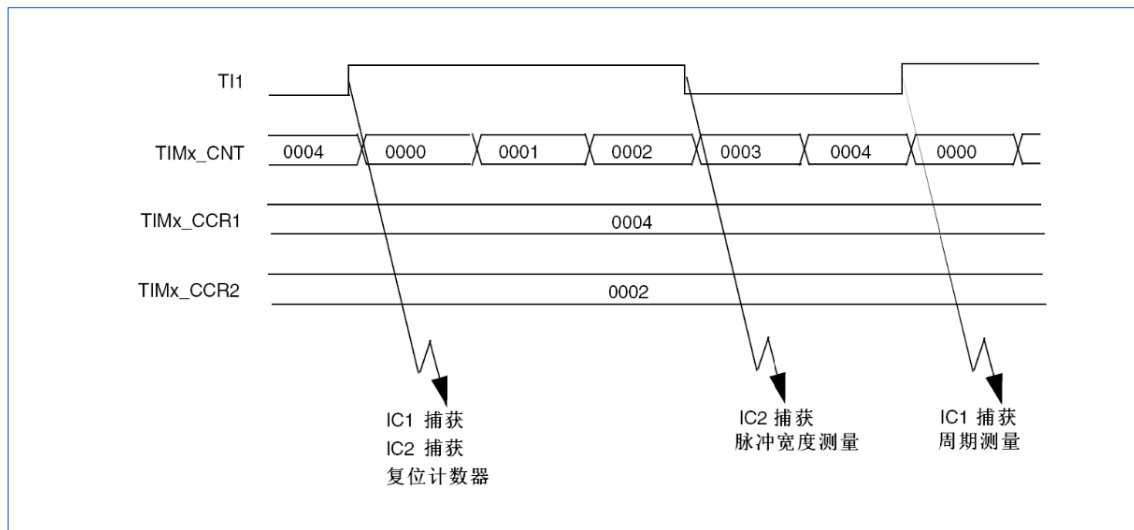 TI1
TIMx_CNT 0004 0000 0001 0002 0003 0004 0000
TIMx_CCR1 0004
TIMx_CCR2 0002
IC1 捕获
IC2 捕获
复位计数器
IC2 捕获
脉冲宽度测量
IC1 捕获
周期测量